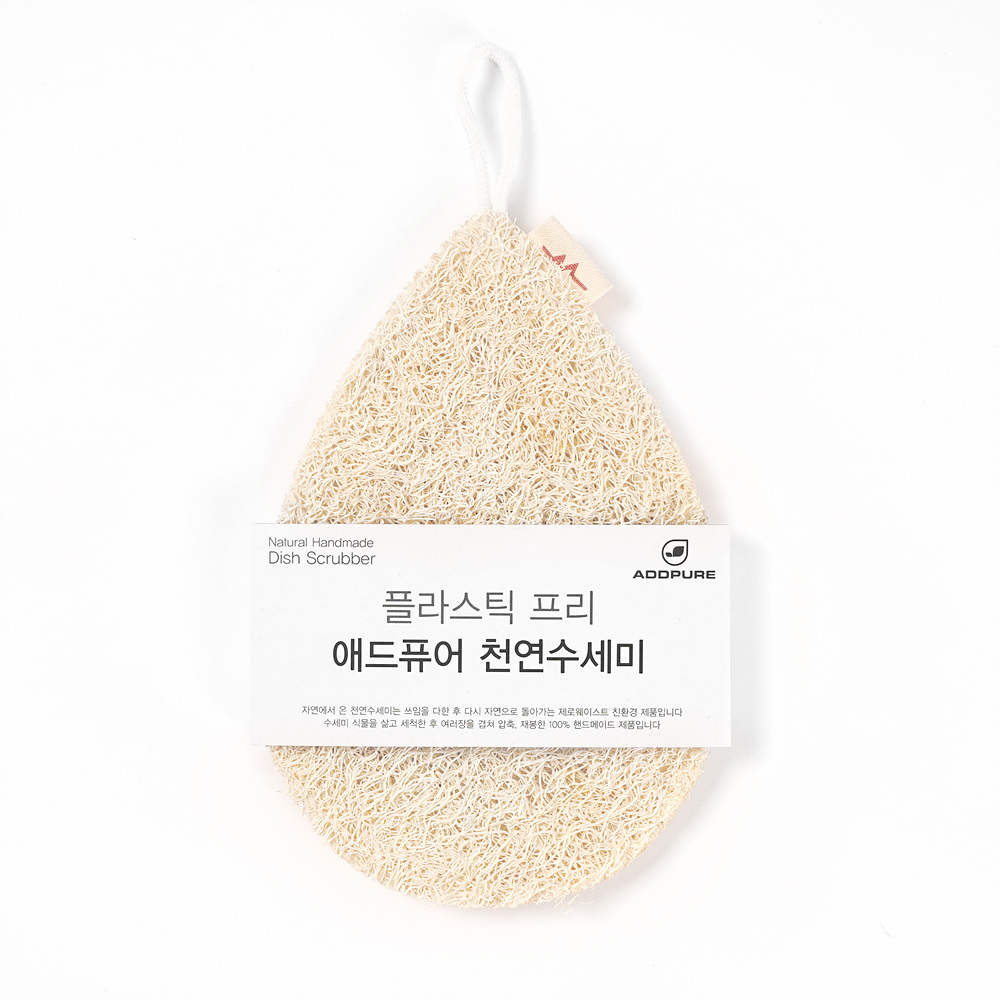 Natural Handmade
Dish Scrubber
ADDPURE
플라스틱 프리
애드퓨어 천연수세미
자연에서 온 천연수세미는 쓰임을 다한 후 다시 자연으로 돌아가는 제로웨이스트 친환경 제품입니다
수세미 식물을 삶고 세척한 후 여러장을 겹쳐 압축, 재봉한 100% 핸드메이드 제품입니다